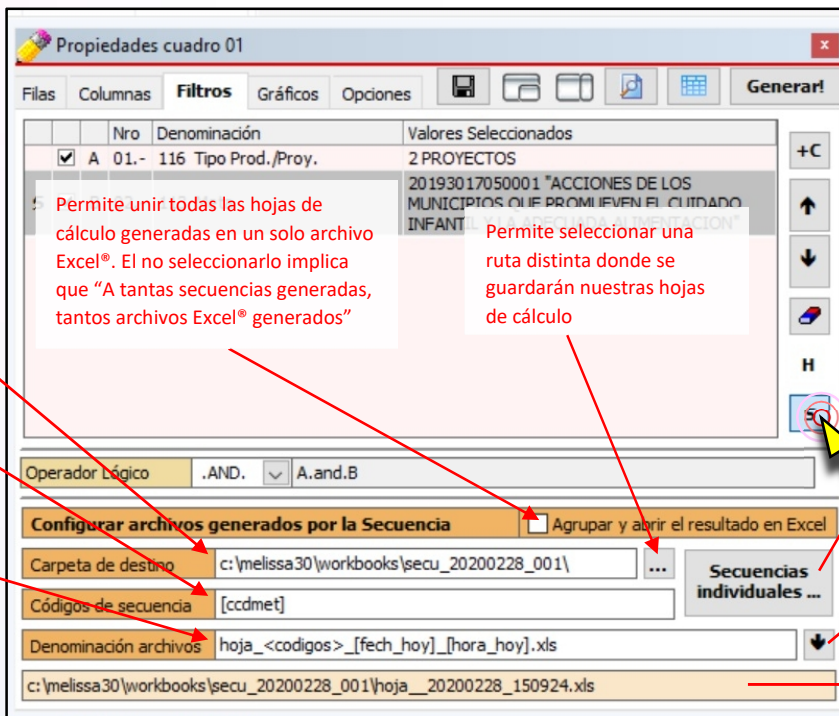 Propiedades cuadro 01
x
Filas Columnas Filtros Gráficos Opciones Generar!
Nro Denominación Valores Seleccionados
A 01.- 116 Tipo Prod./Proy. 2 PROYECTOS
+C
20193017050001 "ACCIONES DE LOS
S
MUNICIPIOS QUE PROMUEVEN EL CUIDADO
INFANTIL Y LA ADECUADA ALIMENTACION"
Permite unir todas las hojas de
cálculo generadas en un solo archivo
Excel®. El no seleccionarlo implica
que “A tantas secuencias generadas,
tantos archivos Excel® generados”
Permite seleccionar una
ruta distinta donde se
guardarán nuestras hojas
de cálculo
H
S
Operador Lógico .AND. A.and.B
Configurar archivos generados por la Secuencia Agrupar y abrir el resultado en Excel
Carpeta de destino c:\melissa30\workbooks\secu_20200228_001\ ...
Secuencias
individuales ...
Códigos de secuencia [ccdmet]
Denominación archivos hoja_<codigos>_[fech_hoy]_[hora_hoy].xls
c:\melissa30\workbooks\secu_20200228_001\hoja__20200228_150924.xls